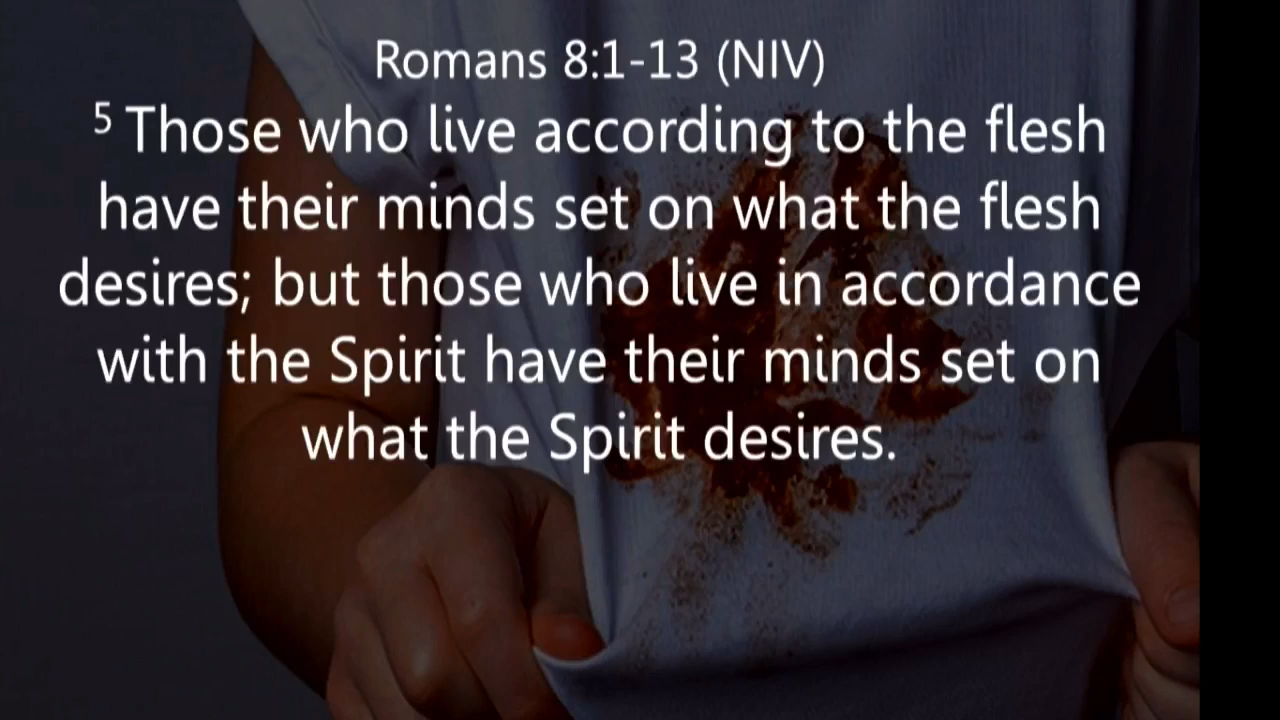 Romans 8:1-13 (NIV)
5 Those who live according to the flesh
have their minds set on what the flesh
desires; but those who live in accordance
with the Spirit have their minds set on
what the Spirit desires.